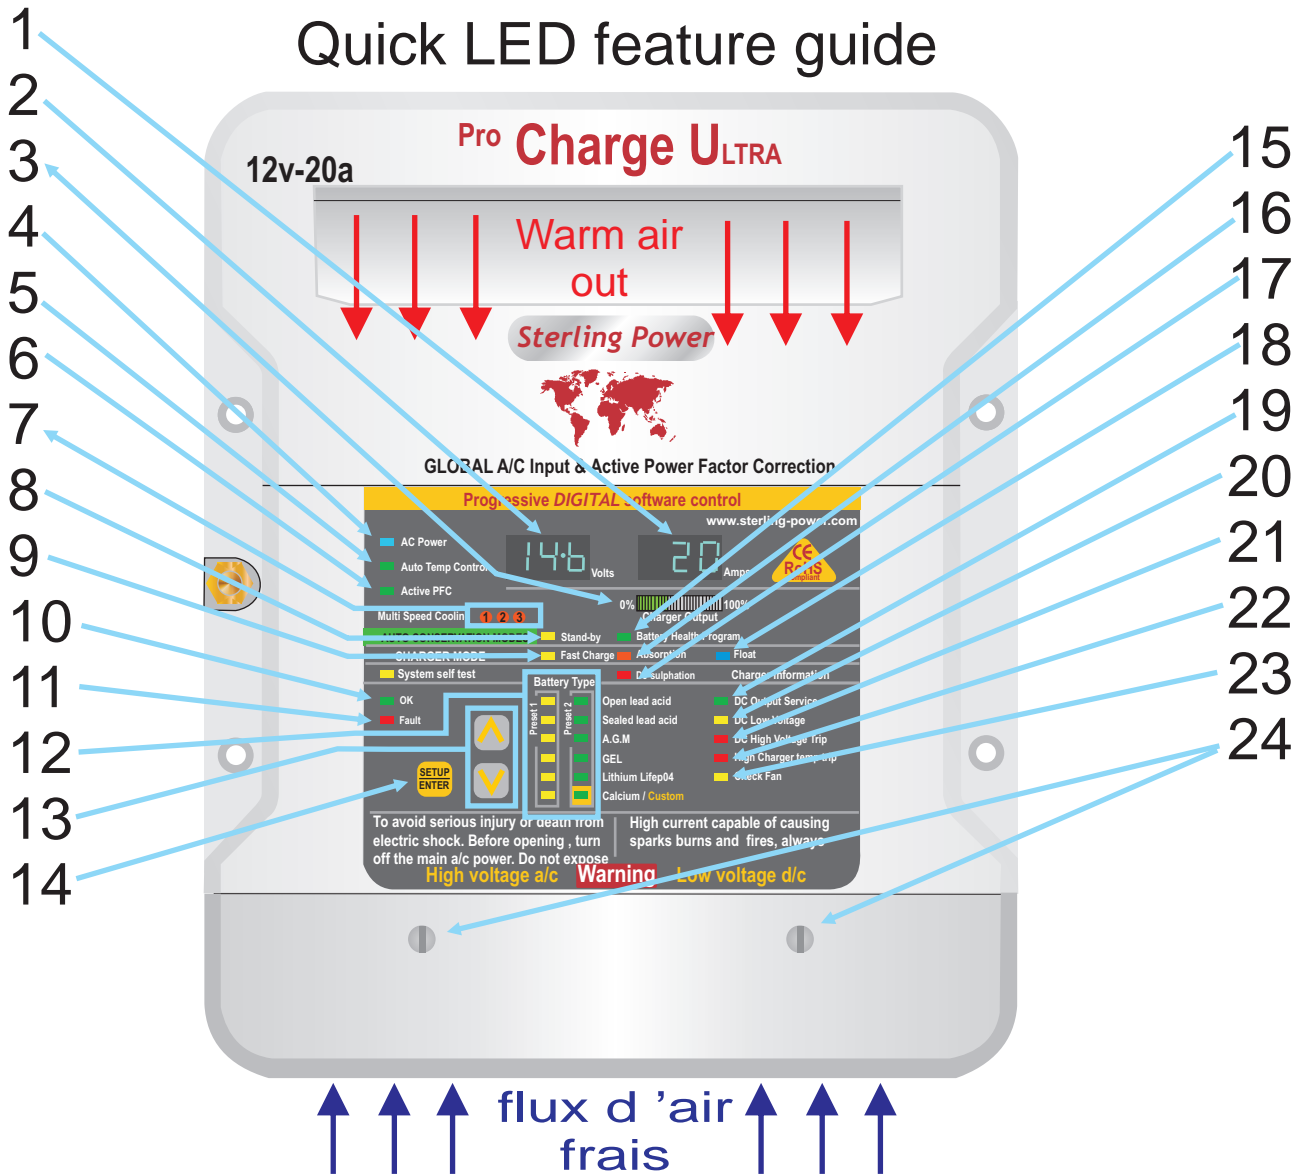 Quick LED feature guide
1
2
3
4
5
6
7
8
9
10
11
12
13
14
15
16
17
18
19
20
21
22
23
24
Pro Charge ULTRA
12v-20a
Warm air
out
Sterling Power
GLOBAL A/C Input & Active Power Factor Correction
Progressive DIGITAL software control
www.sterling-power.com
AC Power
Auto Temp Control
Active PFC
Multi Speed Cooling 1 2 3
14.6 Volts
20 Amps
CE
RoHS
compliant
0% 100%
Charger Output
Stand-by
Battery Health Program
CHARGER MODE
Fast Charge
Absorption
Float
System self test
De-sulphation
Charger information
OK
Fault
Battery Type
Preset 1
Preset 2
Open lead acid
Sealed lead acid
A.G.M
GEL
Lithium Lifep04
Calcium / Custom
DC Output Service
DC Low Voltage
DC High Voltage Trip
High Charger temp trip
Check Fan
SETUP
ENTER
To avoid serious injury or death from
electric shock. Before opening , turn
off the main a/c power. Do not expose
High current capable of causing
sparks burns and fires, always
High voltage a/c Warning Low voltage d/c
flux d 'air
frais